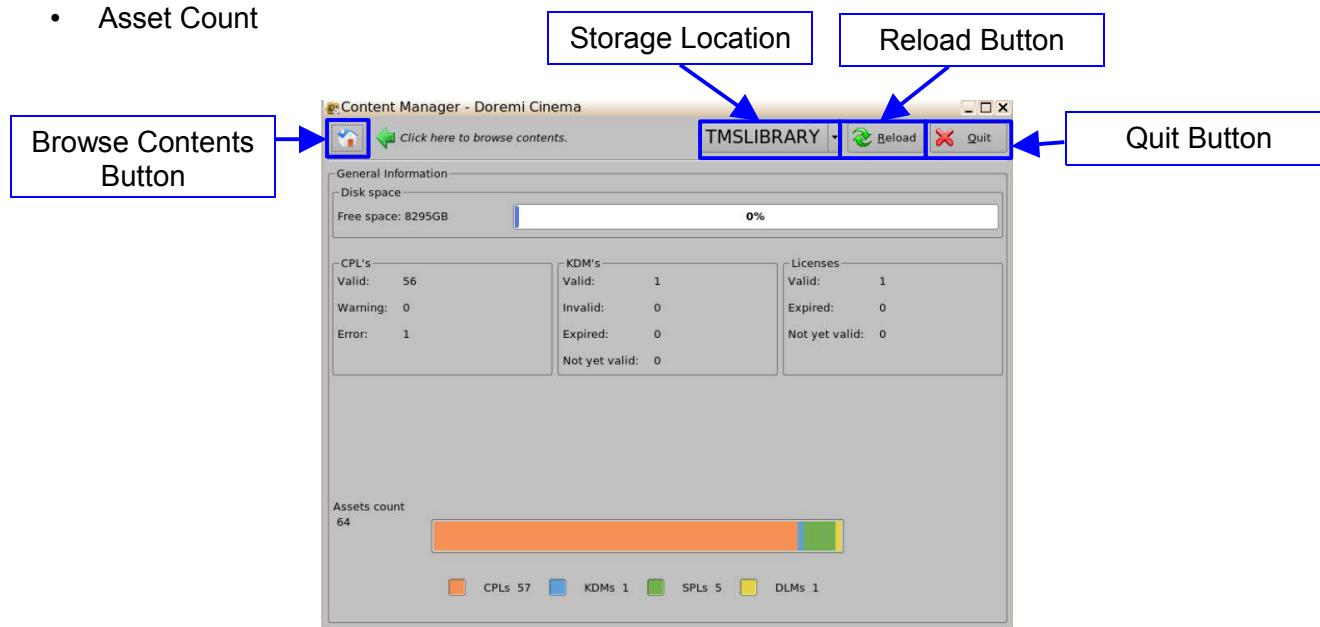 • Asset Count
Storage Location
Reload Button
Browse Contents
Button
Quit Button
Content Manager - Doremi Cinema
Click here to browse contents.
TMSLIBRARY
Reload
Quit
General Information
Disk space
Free space: 8295GB
0%
CPL's
Valid: 56
Warning: 0
Error: 1
KDM's
Valid: 1
Invalid: 0
Expired: 0
Not yet valid: 0
Licenses
Valid: 1
Expired: 0
Not yet valid: 0
Assets count
64
CPLs 57 KDMs 1 SPLs 5 DLMs 1